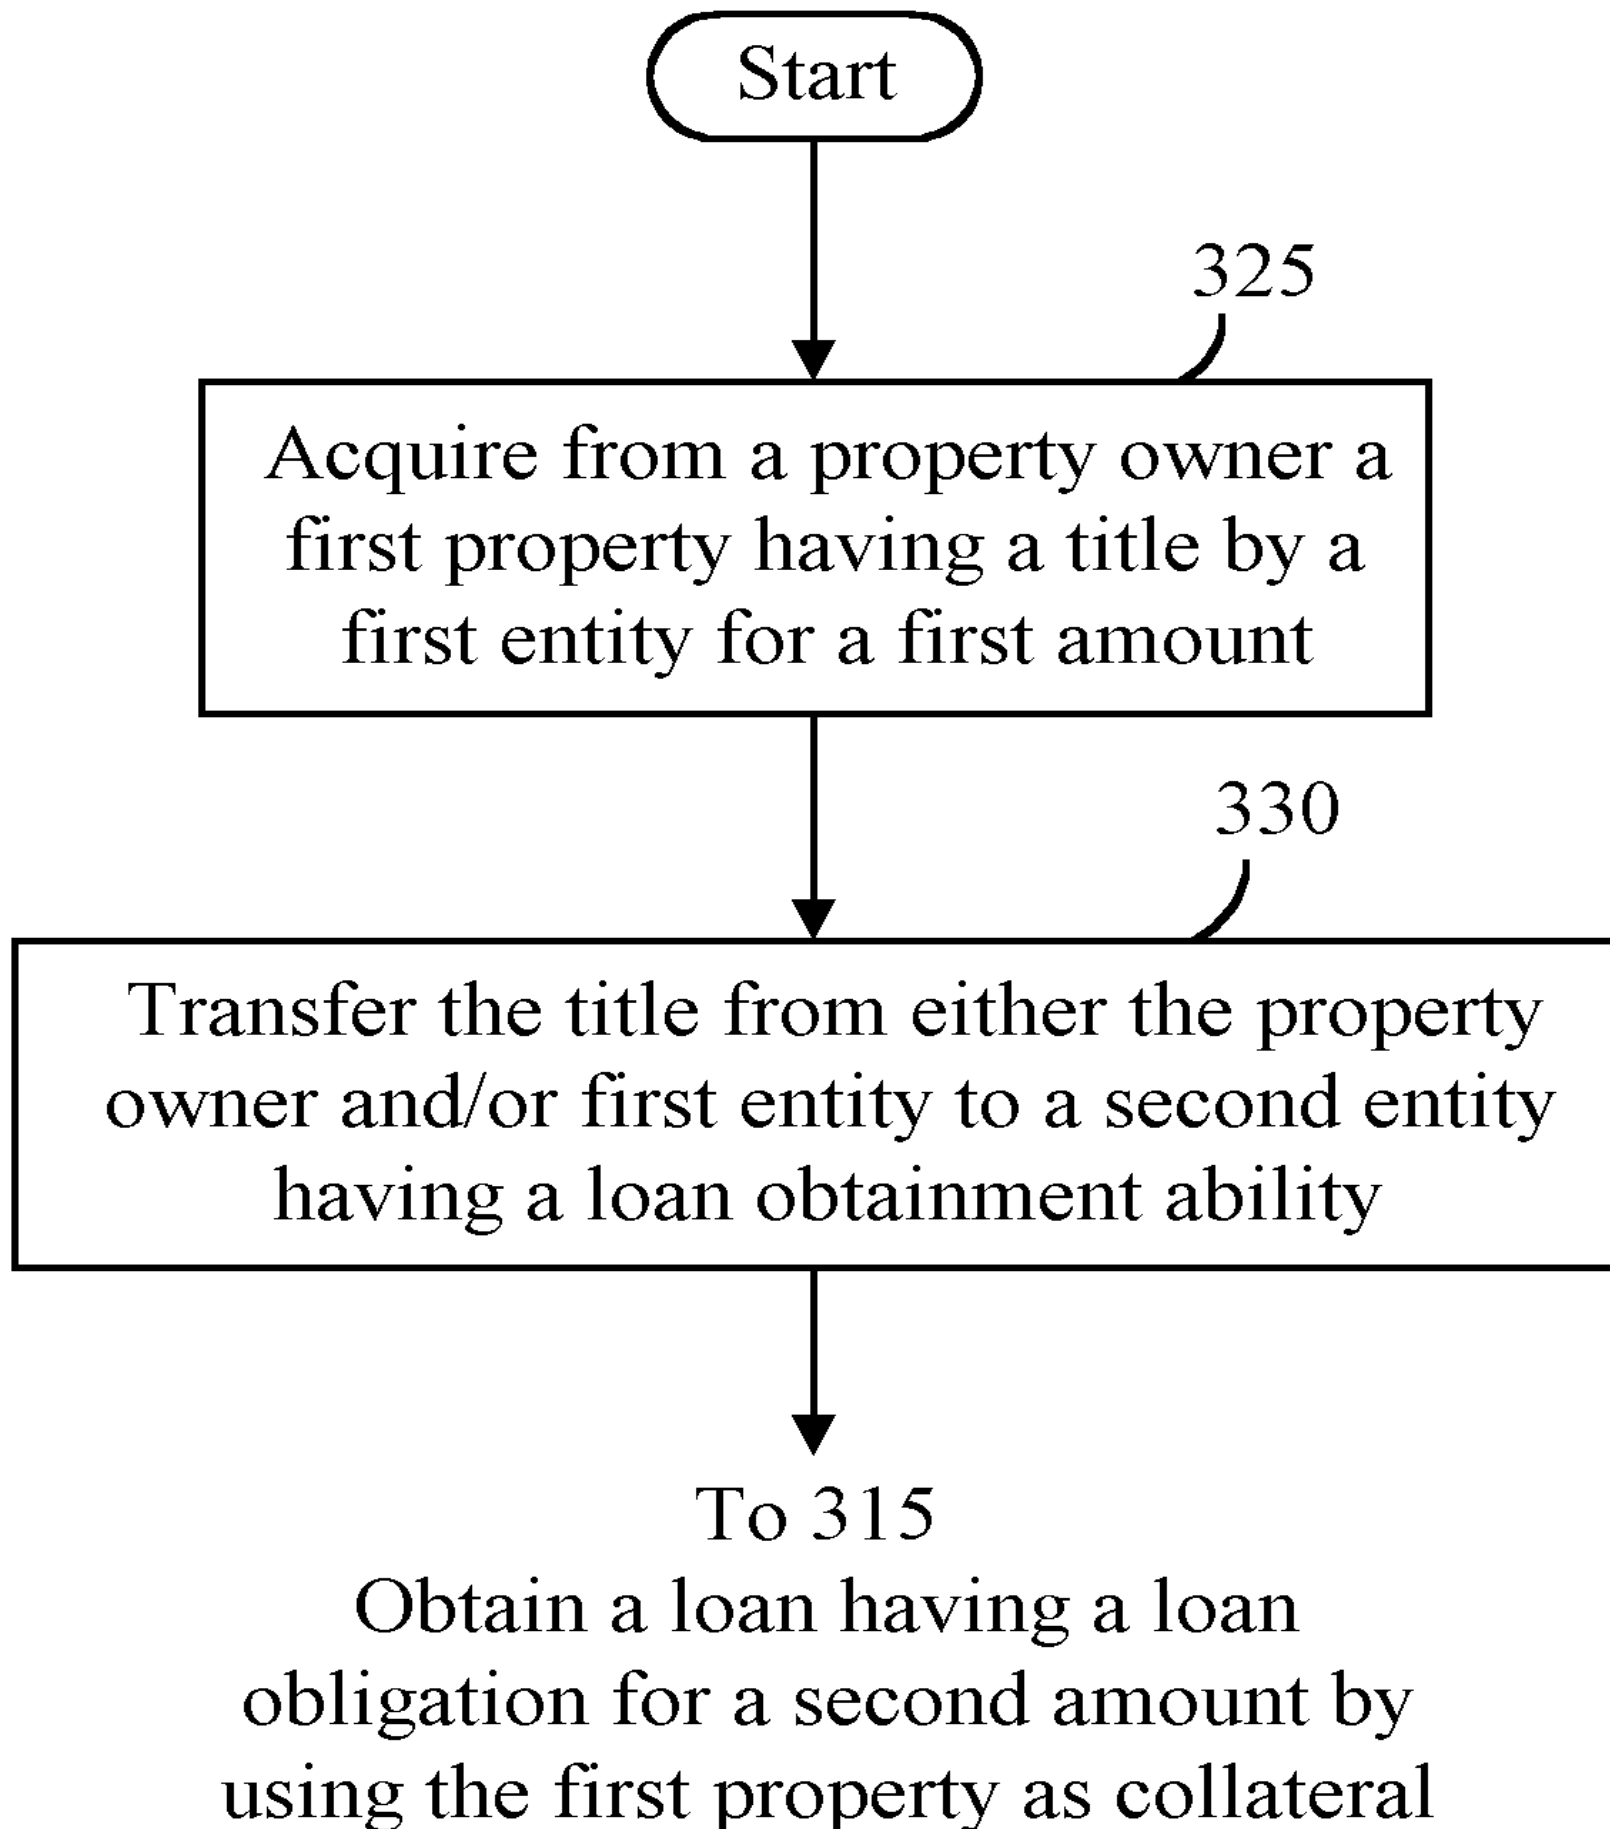 Start
325
Acquire from a property owner a
first property having a title by a
first entity for a first amount
330
Transfer the title from either the property
owner and/or first entity to a second entity
having a loan obtainment ability
To 315
Obtain a loan having a loan
obligation for a second amount by
using the first property as collateral